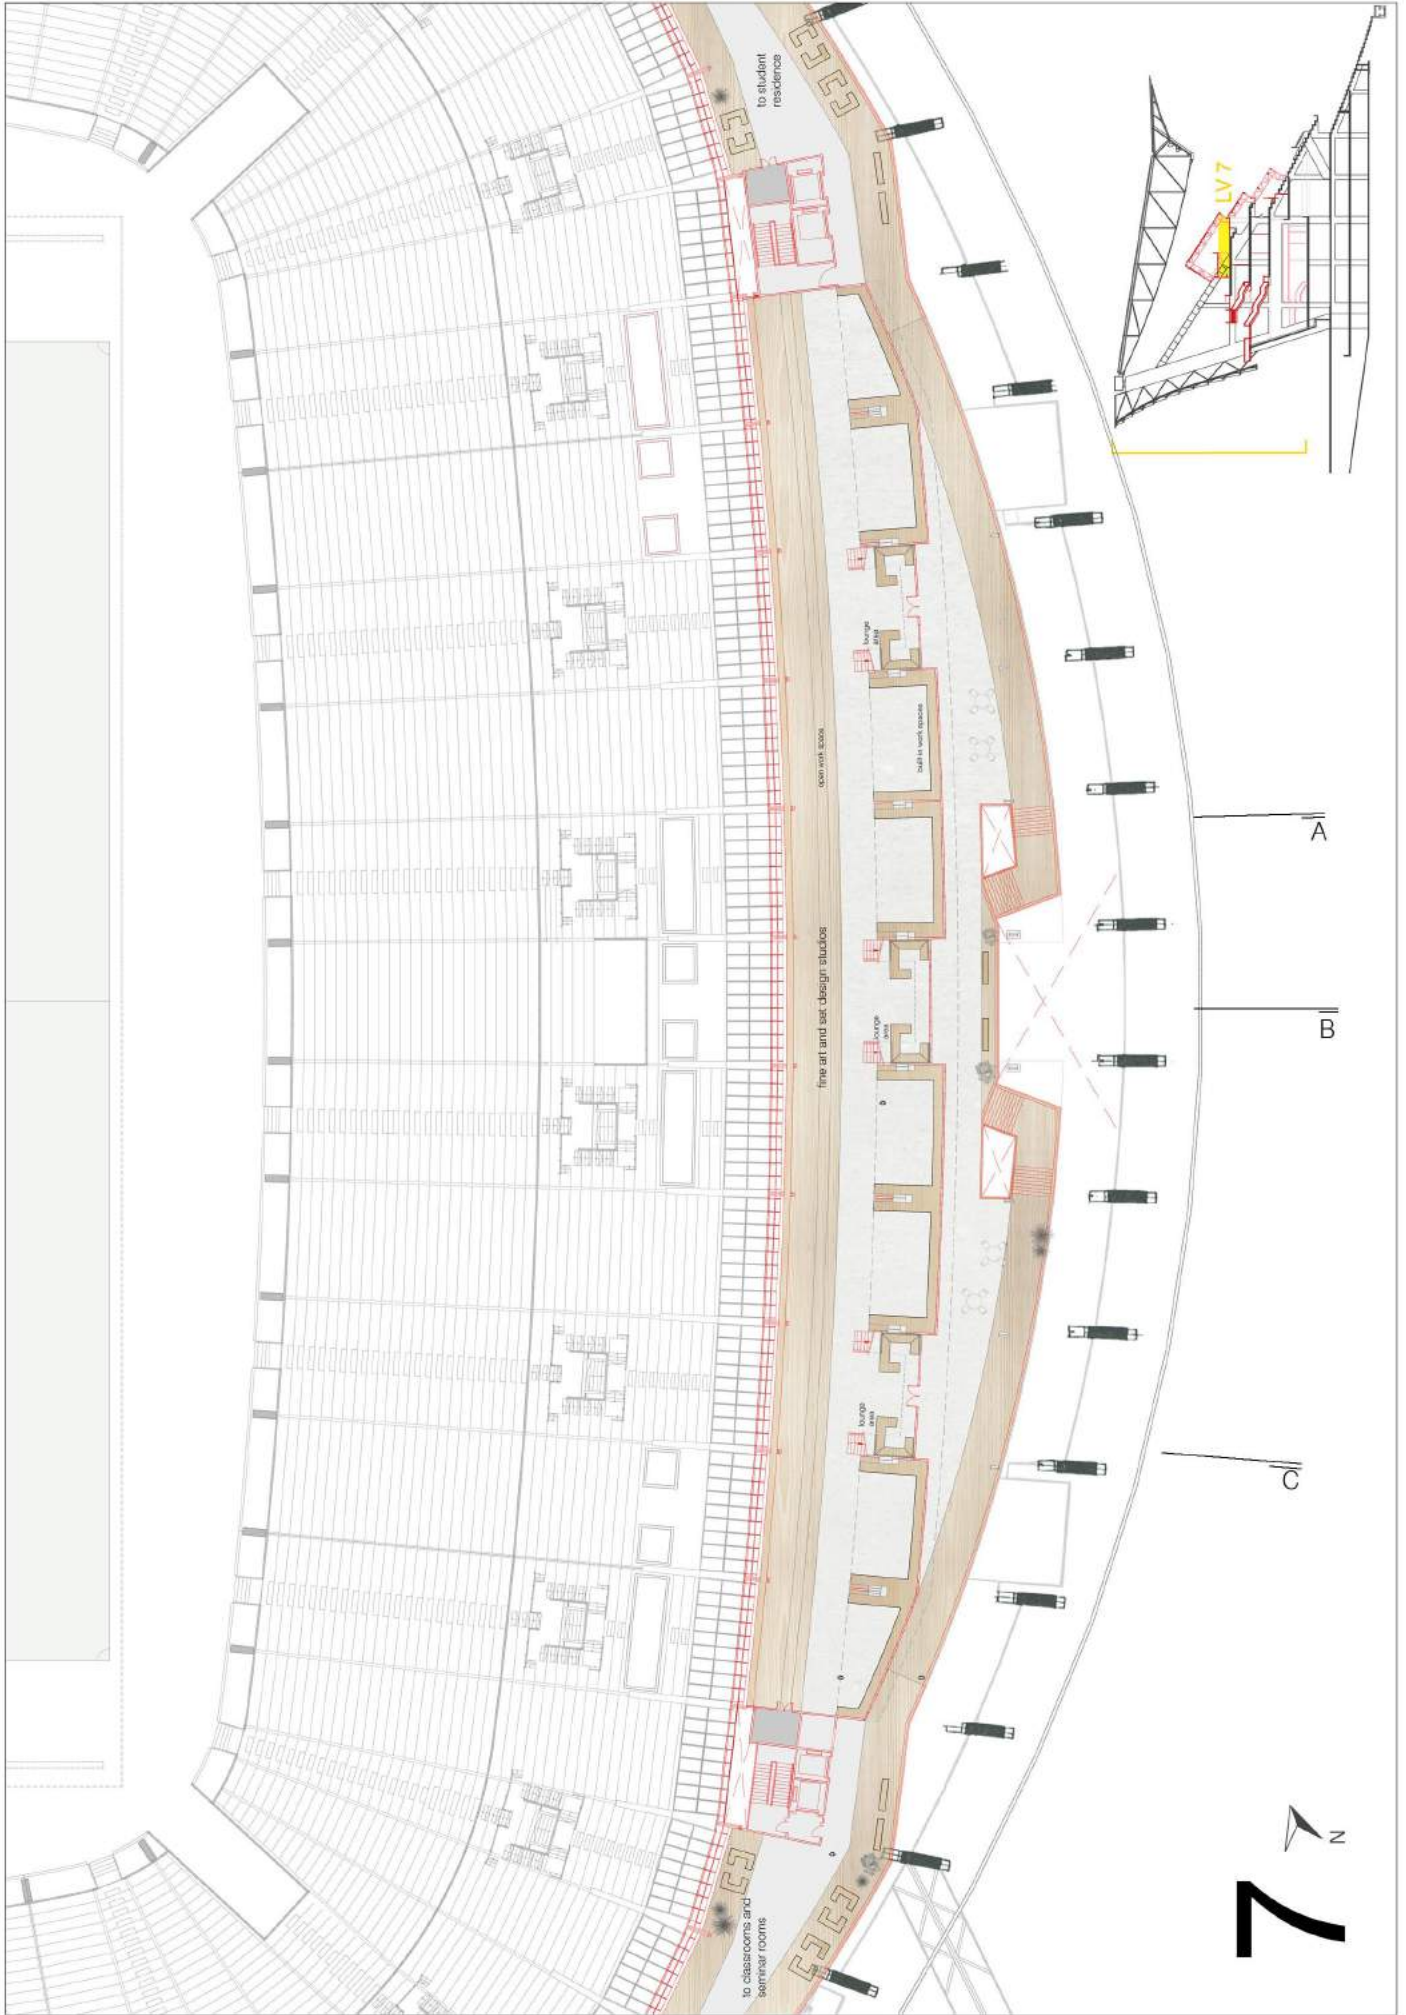 to student
residence
LV 7
lounge
area
built in work spaces
open work space
A
fine art and set design studios
lounge
area
B
lounge
area
C
N
7
to classrooms and
seminar rooms